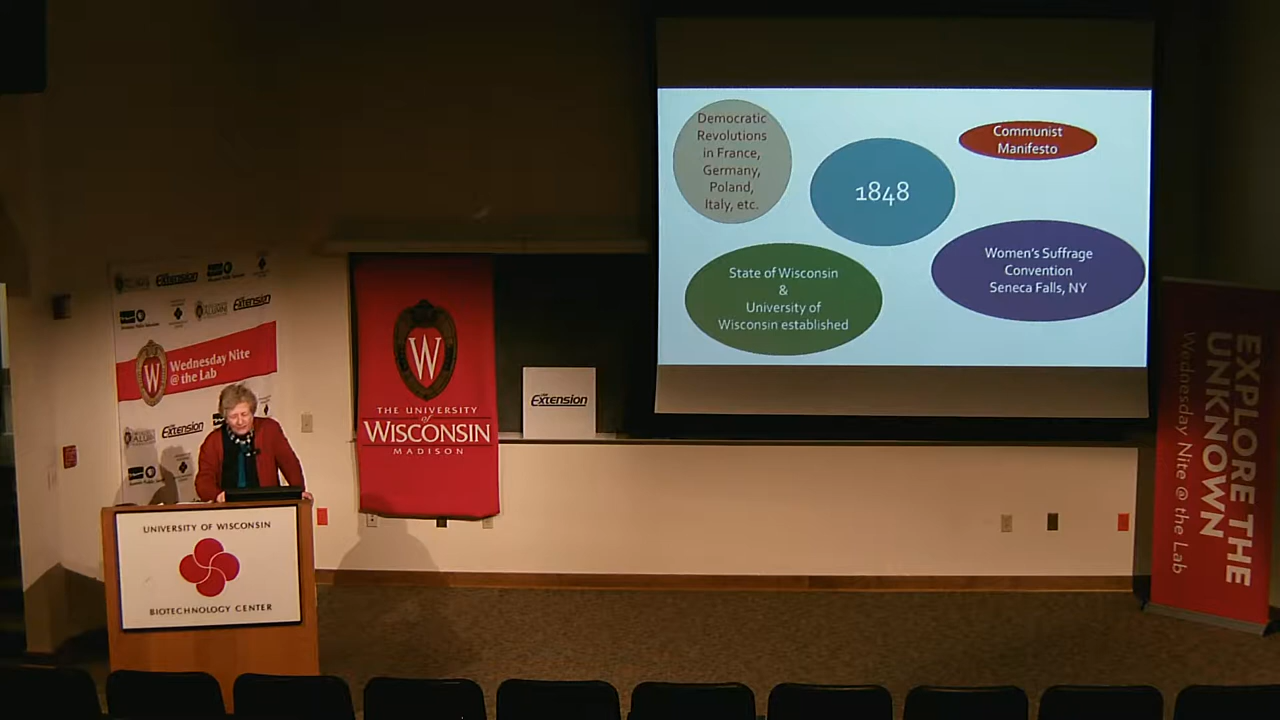 Democratic
Revolutions
in France,
Germany,
Poland,
Italy, etc.
1848
Communist
Manifesto
State of Wisconsin
&
University of
Wisconsin established
Women's Suffrage
Convention
Seneca Falls, NY
Extension
Extension
Wednesday Nite
@ the Lab
Extension
W
THE UNIVERSITY
of
WISCONSIN
MADISON
Extension
EXPLORE THE
UNKNOWN
Wednesday Nite @ the Lab
UNIVERSITY OF WISCONSIN
BIOTECHNOLOGY CENTER